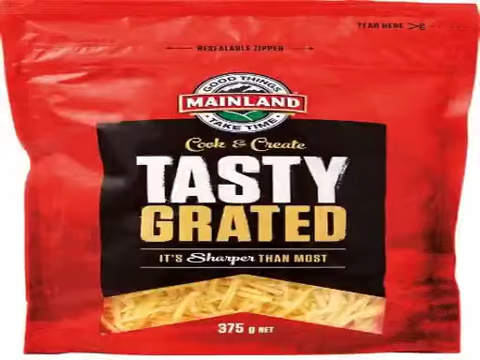 TEAR HERE
RESEALABLE ZIPPER
GOOD THINGS
MAINLAND
TAKE TIME
Cook & Create
TASTY
GRATED
IT'S Sharper THAN MOST
375 g NET